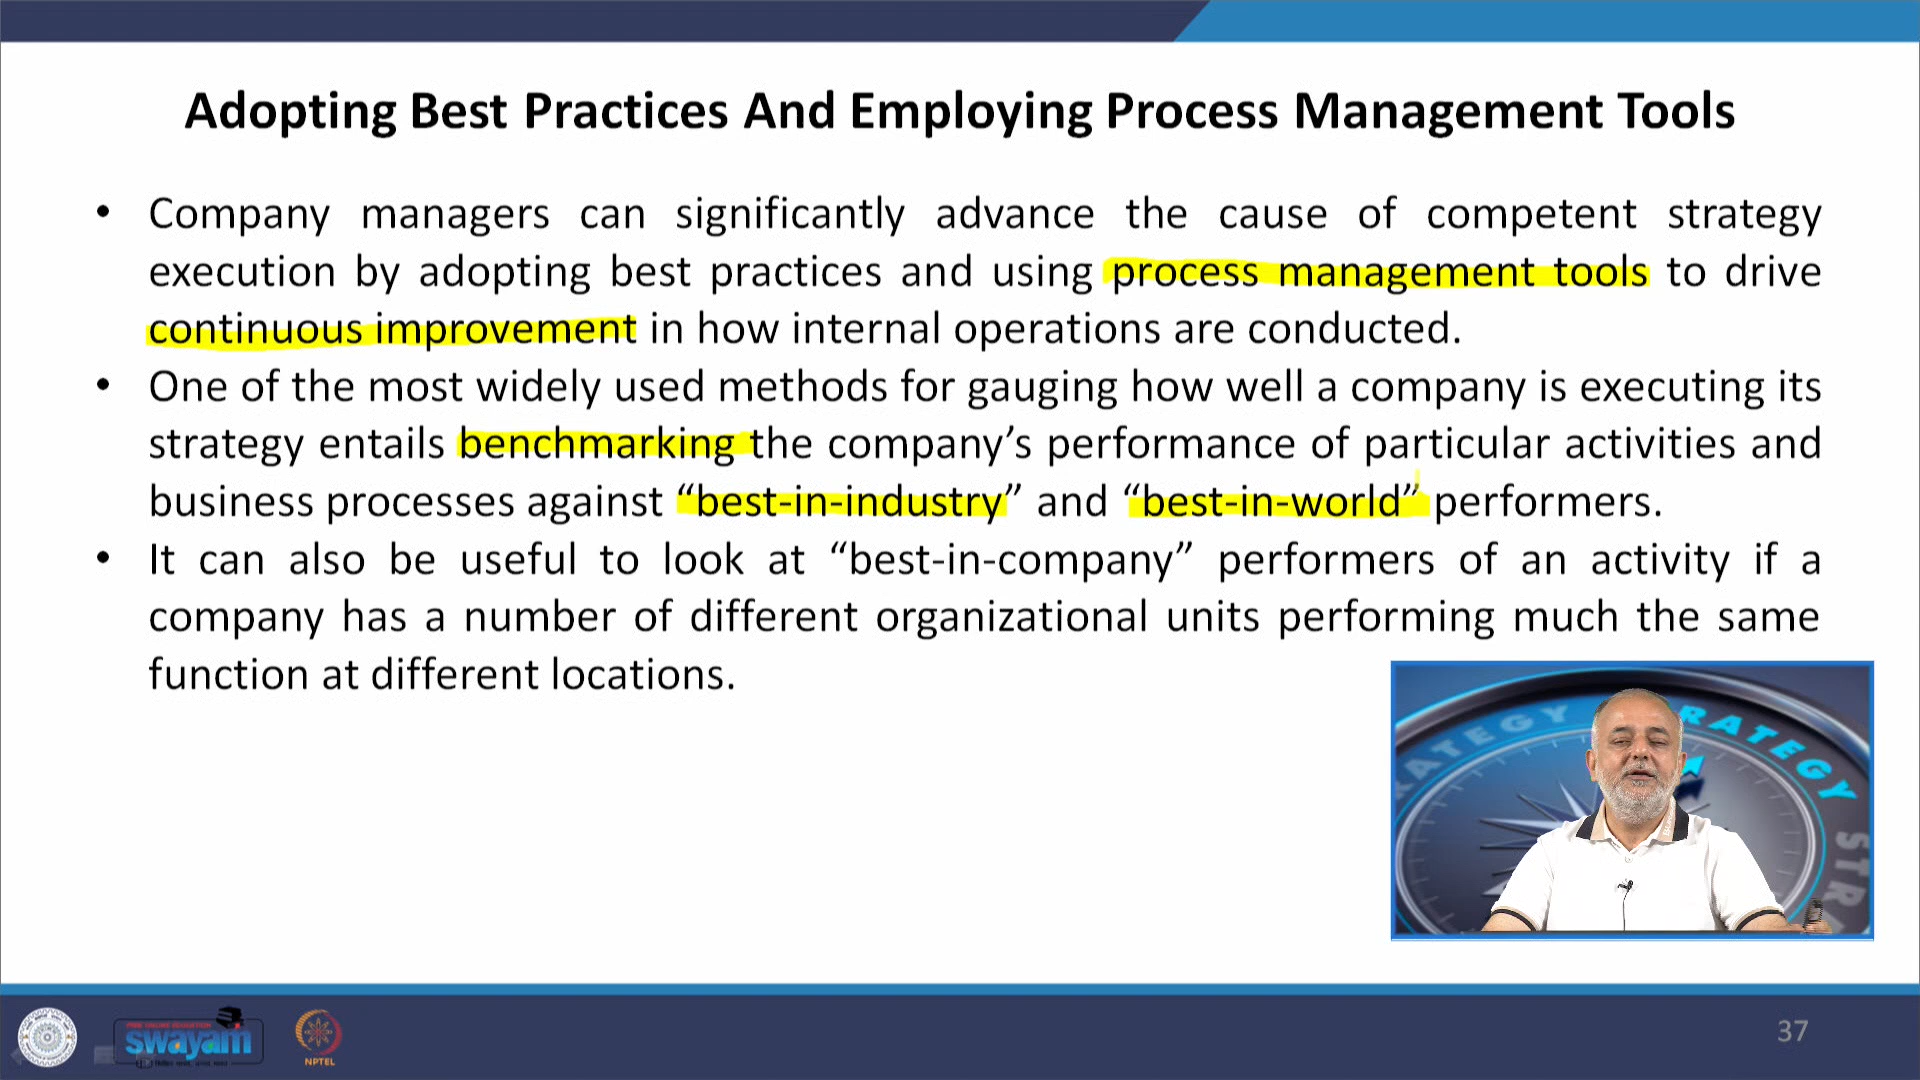 Adopting Best Practices And Employing Process Management Tools
• Company managers can significantly advance the cause of competent strategy
execution by adopting best practices and using process management tools to drive
continuous improvement in how internal operations are conducted.
• One of the most widely used methods for gauging how well a company is executing its
strategy entails benchmarking the company’s performance of particular activities and
business processes against “best-in-industry” and “best-in-world” performers.
• It can also be useful to look at “best-in-company” performers of an activity if a
company has a number of different organizational units performing much the same
function at different locations.
STRATEGY
STRATEGY
STRA
swayam
NPTEL
37